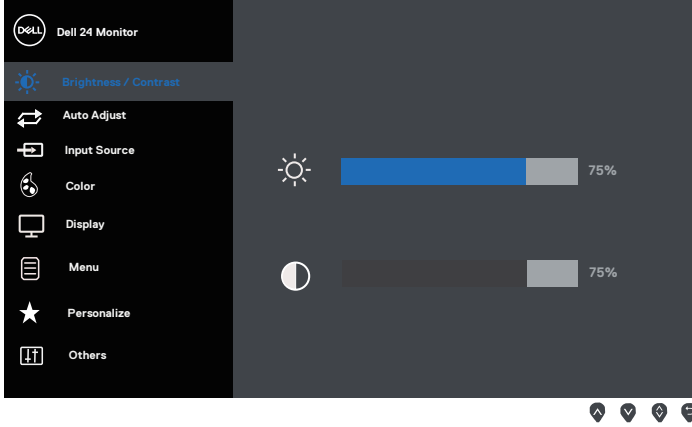 DELL
Dell 24 Monitor
Brightness / Contrast
Auto Adjust
Input Source
Color
Display
Menu
Personalize
Others
75%
75%